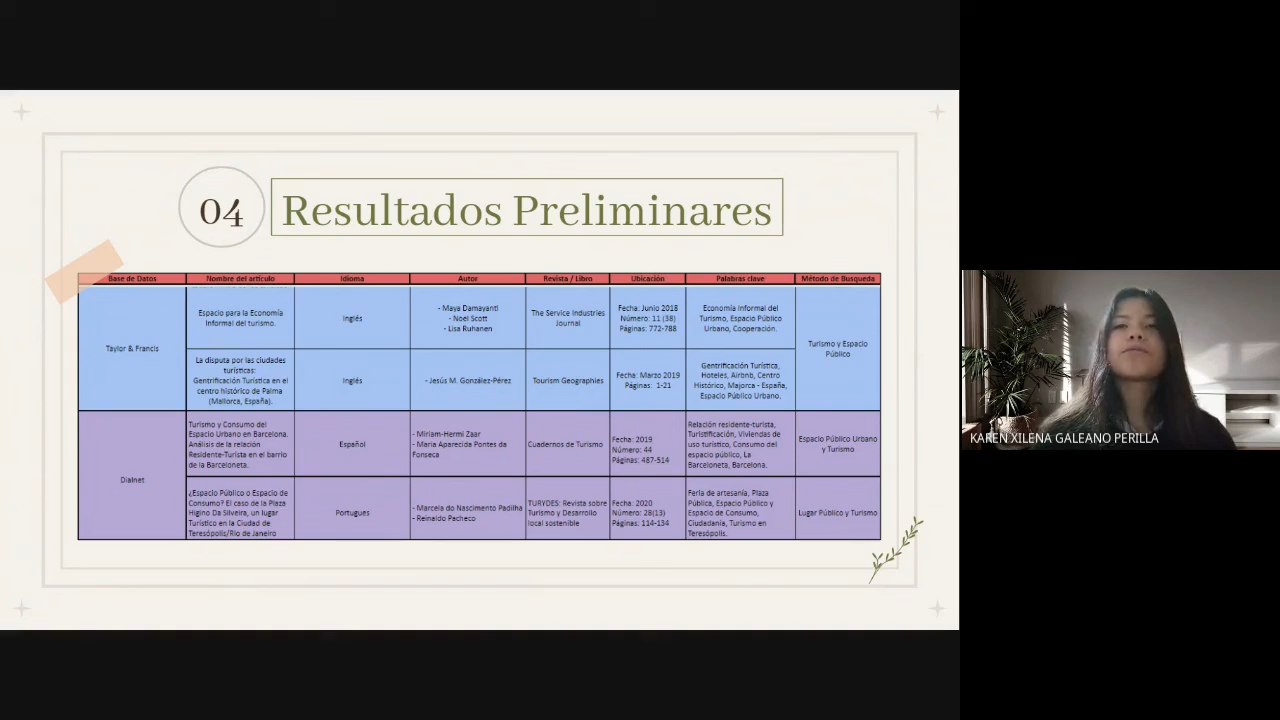 04
Resultados Preliminares
Base de Datos
Nombre del artículo
Idioma
Autor
Revista / Libro
Ubicación
Palabras clave
Método de Busqueda
Taylor & Francis
Espacio para la Economía
Informal del turismo.
Inglés
- Maya Damayanti
- Noel Scott
- Lisa Ruhanen
The Service Industries
Journal
Fecha: Junio 2018
Número: 11 (38)
Páginas: 772-788
Economía Informal del
Turismo, Espacio Público
Urbano, Cooperación.
Turismo y Espacio
Público
La disputa por las ciudades
turísticas:
Gentrificación Turística en el
centro histórico de Palma
(Mallorca, España).
Inglés
- Jesús M. González-Pérez
Tourism Geographies
Fecha: Marzo 2019
Páginas: 1-21
Gentrificación Turística,
Hoteles, Airbnb, Centro
Histórico, Majorca - España,
Espacio Público Urbano.
Dialnet
Turismo y Consumo del
Espacio Urbano en Barcelona.
Análisis de la relación
Residente-Turista en el barrio
de la Barceloneta.
Español
- Miriam-Hermi Zaar
- María Aparecida Pontes da
Fonseca
Cuadernos de Turismo
Fecha: 2019
Número: 44
Páginas: 487-514
Relación residente-turista,
Turistificación, Viviendas de
uso turístico, Consumo del
espacio público, La
Barceloneta, Barcelona.
Espacio Público Urbano
y Turismo
¿Espacio Público o Espacio de
Consumo? El caso de la Plaza
Higino Da Silveira, un lugar
Turístico en la Ciudad de
Teresópolis/Rio de Janeiro
Portugues
- Marcela do Nascimento Padilha
- Reinaldo Pacheco
TURYDES: Revista sobre
Turismo y Desarrollo
local sostenible
Fecha: 2020
Número: 28(13)
Páginas: 114-134
Feria de artesanía, Plaza
Pública, Espacio Público y
Espacio de Consumo,
Ciudadanía, Turismo en
Teresópolis.
Lugar Público y Turismo
KAREN XILENA GALEANO PERILLA